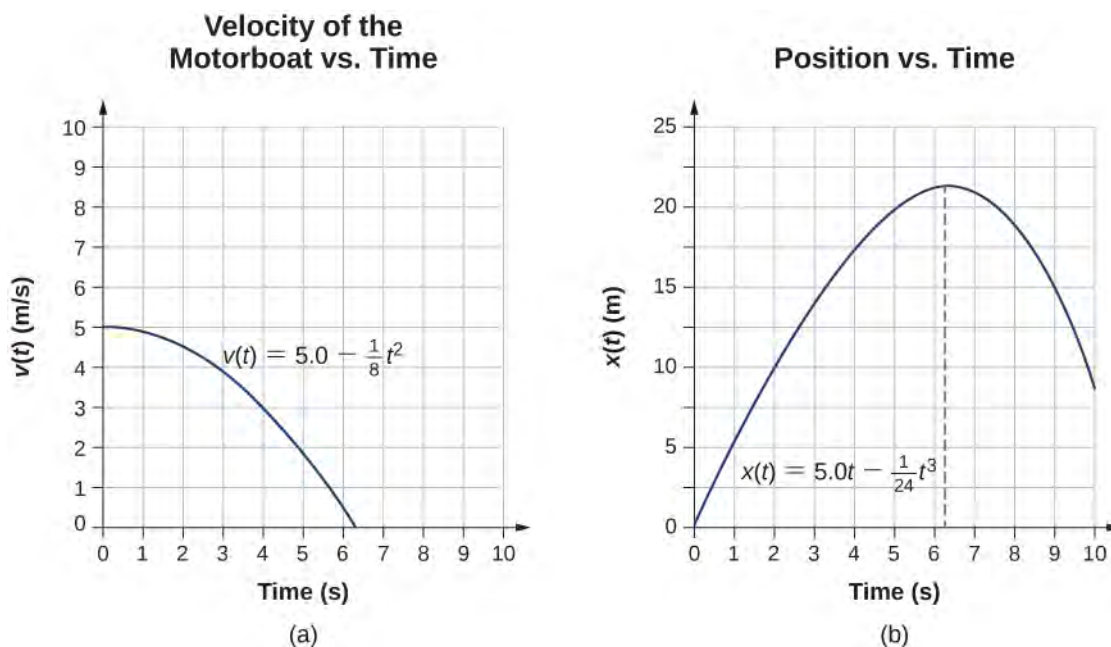 Velocity of the
Motorboat vs. Time
10
9
8
7
6
5
4
3
2
1
0
v(t) (m/s)
v(t) = 5.0 − 1/8 t²
0 1 2 3 4 5 6 7 8 9 10
Time (s)
(a)
Position vs. Time
25
20
15
10
5
0
x(t) (m)
x(t) = 5.0t − 1/24 t³
0 1 2 3 4 5 6 7 8 9 10
Time (s)
(b)